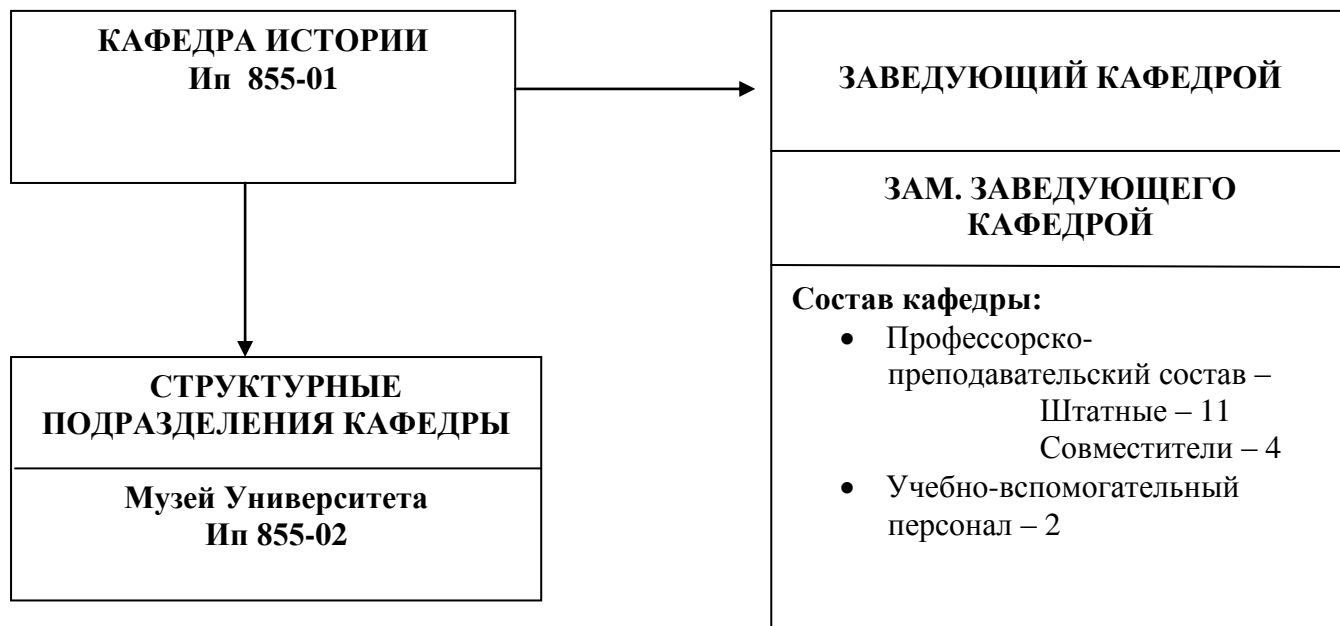 КАФЕДРА ИСТОРИИ
Ип 855-01
ЗАВЕДУЮЩИЙ КАФЕДРОЙ
ЗАМ. ЗАВЕДУЮЩЕГО
КАФЕДРОЙ
Состав кафедры:
• Профессорско-
преподавательский состав –
Штатные – 11
Совместители – 4
• Учебно-вспомогательный
персонал – 2
СТРУКТУРНЫЕ
ПОДРАЗДЕЛЕНИЯ КАФЕДРЫ
Музей Университета
Ип 855-02